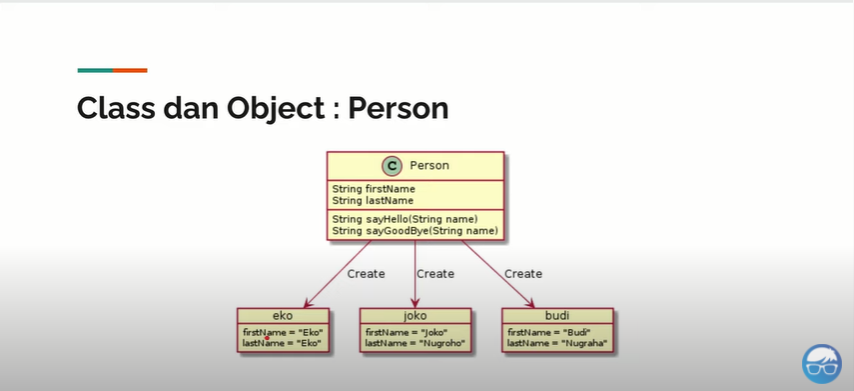 Class dan Object : Person
C Person
String firstName
String lastName
String sayHello(String name)
String sayGoodBye(String name)
Create Create Create
eko
firstName = "Eko"
lastName = "Eko"
joko
firstName = "Joko"
lastName = "Nugroho"
budi
firstName = "Budi"
lastName = "Nugraha"